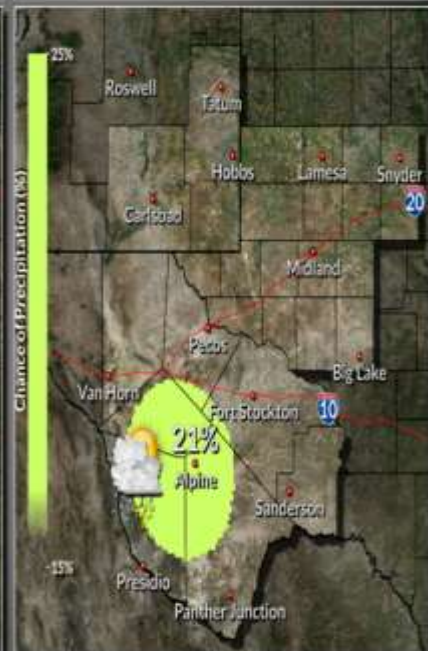 25%
Roswell
Tatum
Hobbs
Lamesa
Snyder
Carlsbad
20
Midland
Chance of Precipitation (%)
Pecos
Big Lake
Van Horn
Fort Stockton
10
21%
Alpine
Sanderson
15%
Presidio
Panther Junction